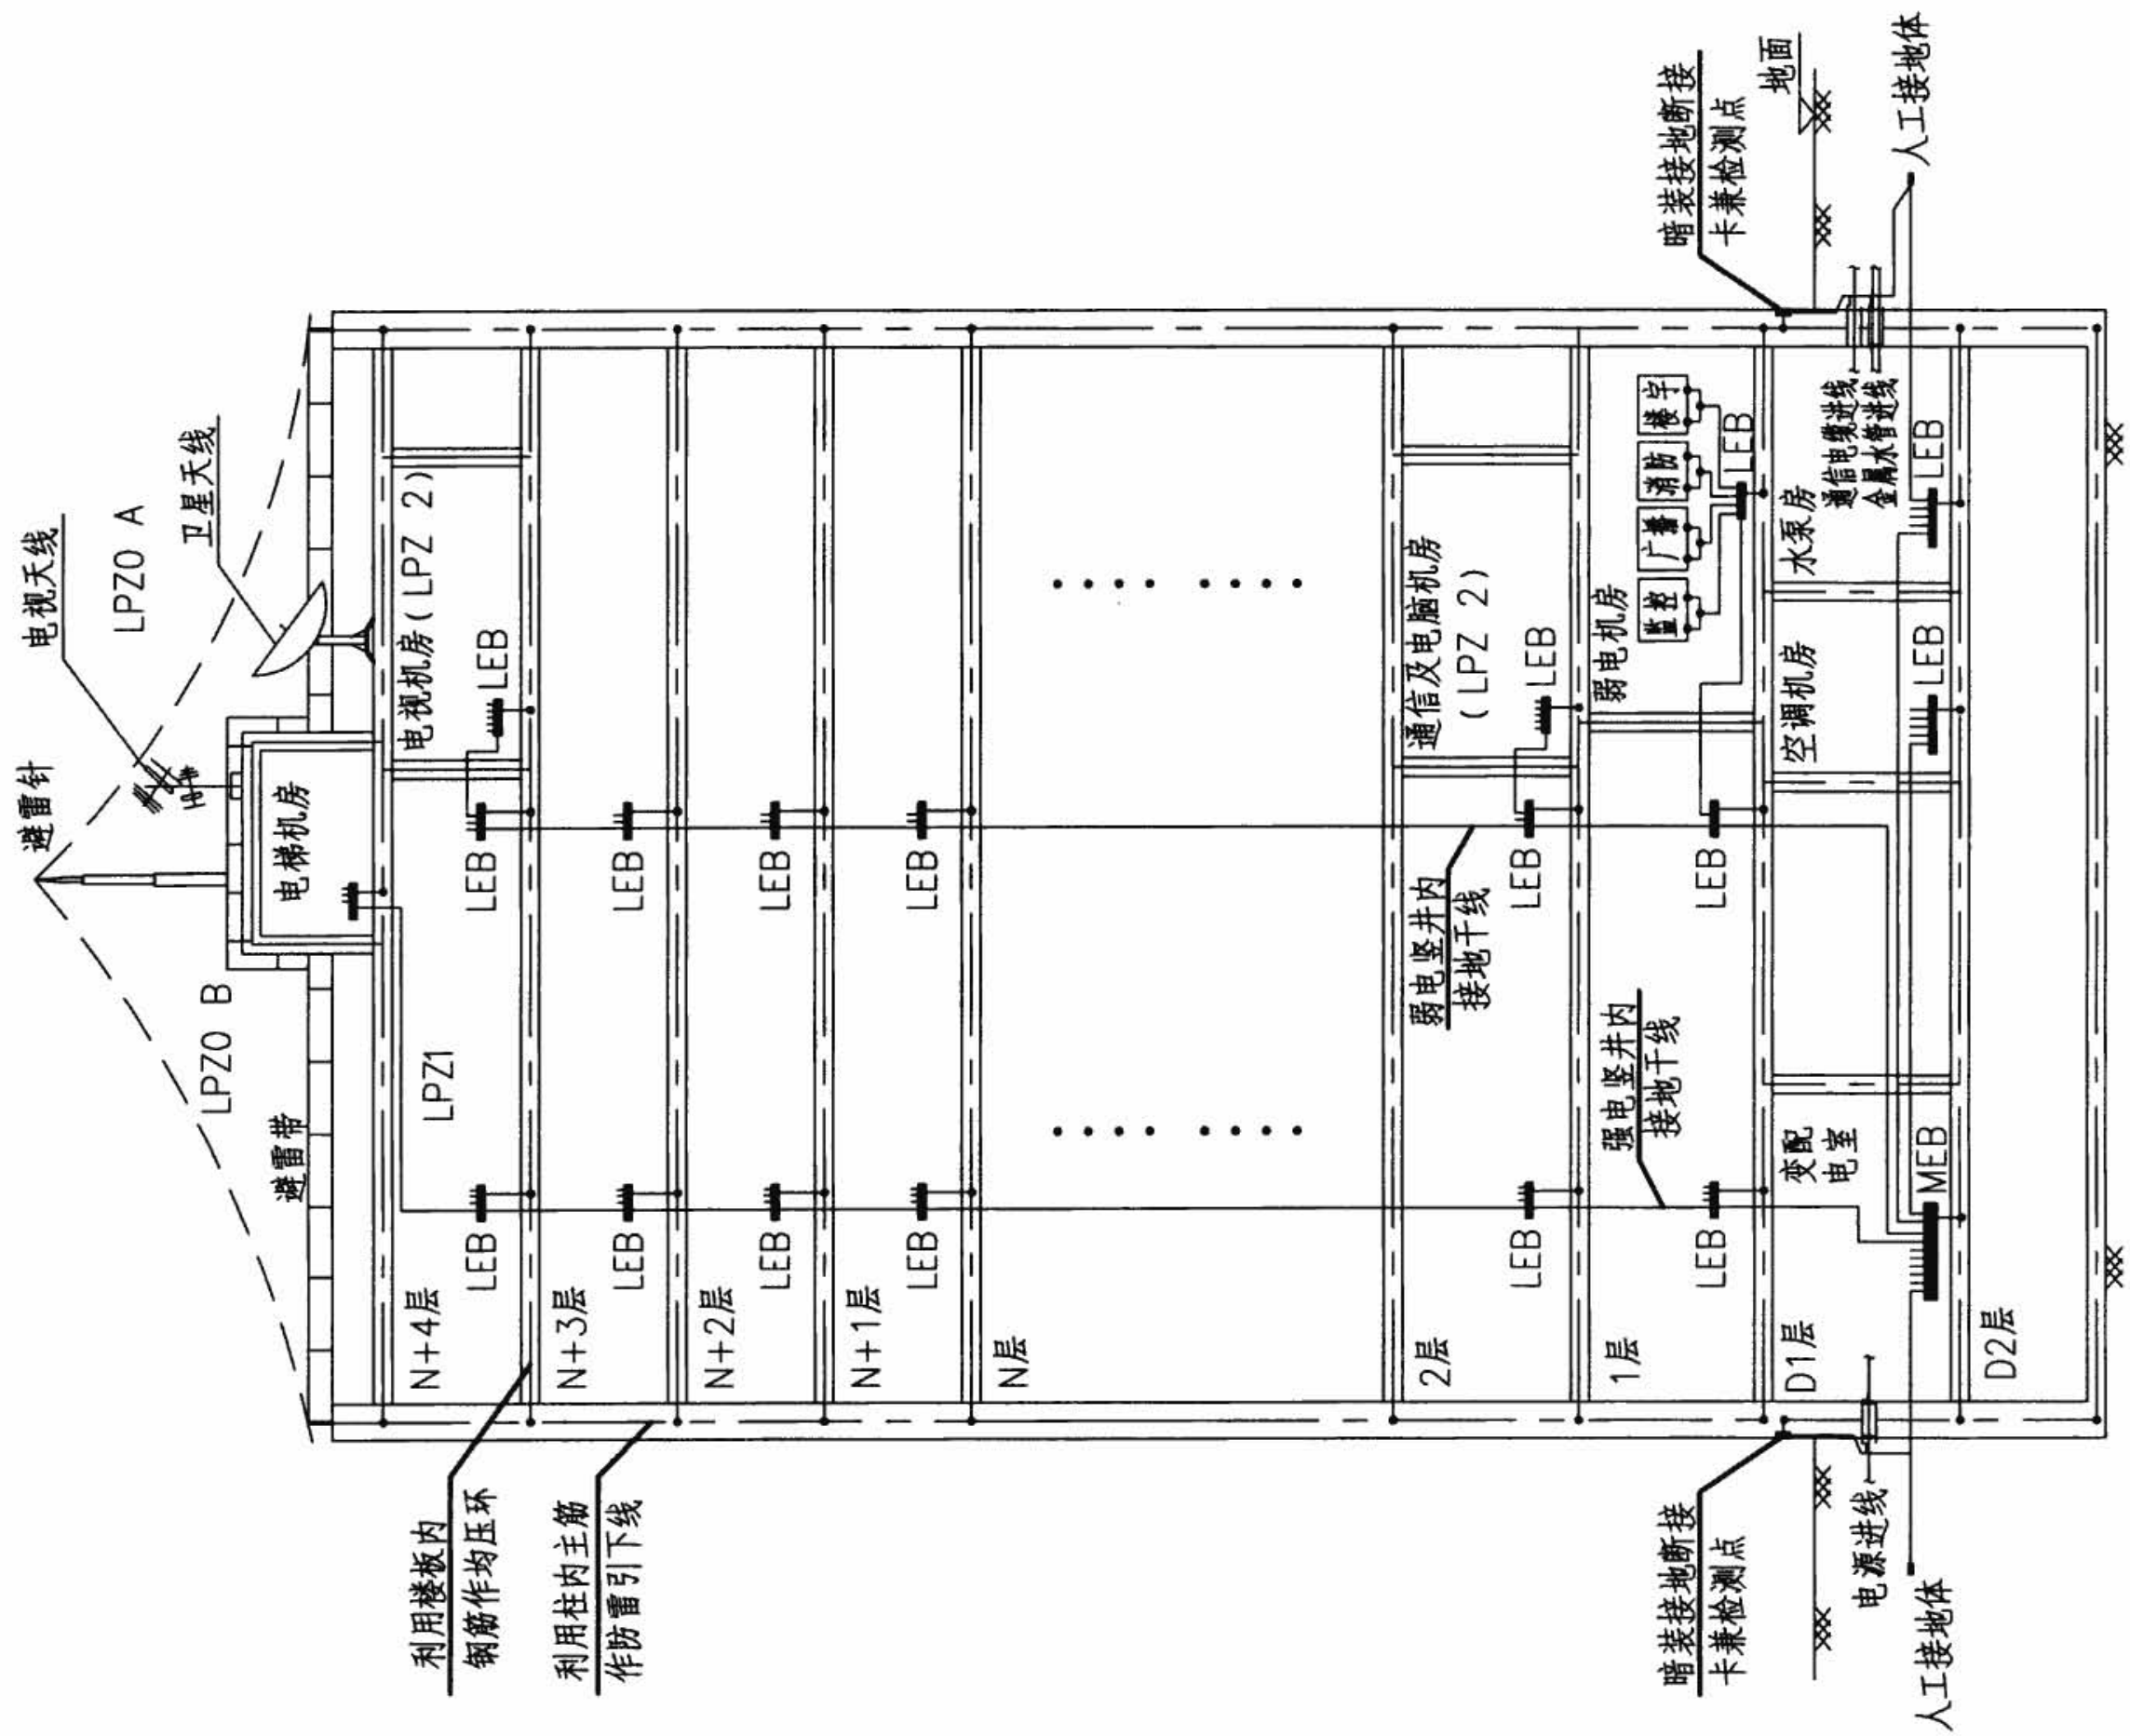 避雷针
电视天线
LPZ0 A
卫星天线
LPZ0 B
避雷带
电梯机房
电视机房(LPZ 2)
LPZ1
N+4层
利用楼板内
钢筋作均压环
LEB
LEB
LEB
N+3层
利用柱内主筋
作防雷引下线
LEB
LEB
N+2层
LEB
LEB
N+1层
LEB
LEB
N层
弱电竖井内
接地干线
通信及电脑机房
(LPZ 2)
2层
LEB
LEB
LEB
强电竖井内
接地干线
弱电机房
1层
监控
广播
消防
楼宇
LEB
LEB
LEB
暗装接地断接
卡兼检测点
暗装接地断接
卡兼检测点
地面
D1层
变配
电室
空调机房
水泵房
通信电缆进线
金属水管进线
电源进线
MEB
LEB
LEB
人工接地体
人工接地体
D2层